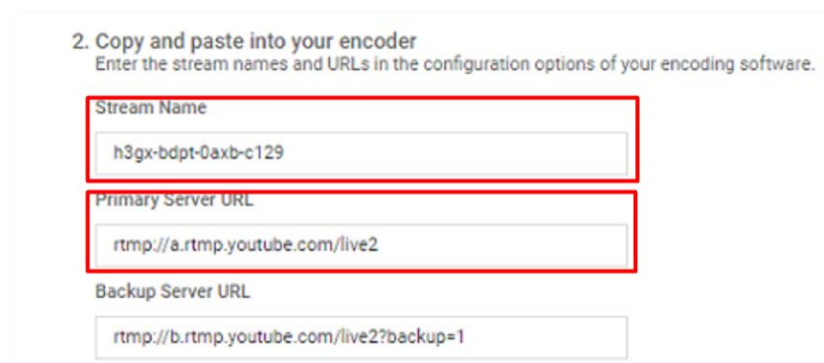 2. Copy and paste into your encoder
Enter the stream names and URLs in the configuration options of your encoding software.
Stream Name
h3gx-bdpt-0axb-c129
Primary Server URL
rtmp://a.rtmp.youtube.com/live2
Backup Server URL
rtmp://b.rtmp.youtube.com/live2?backup=1